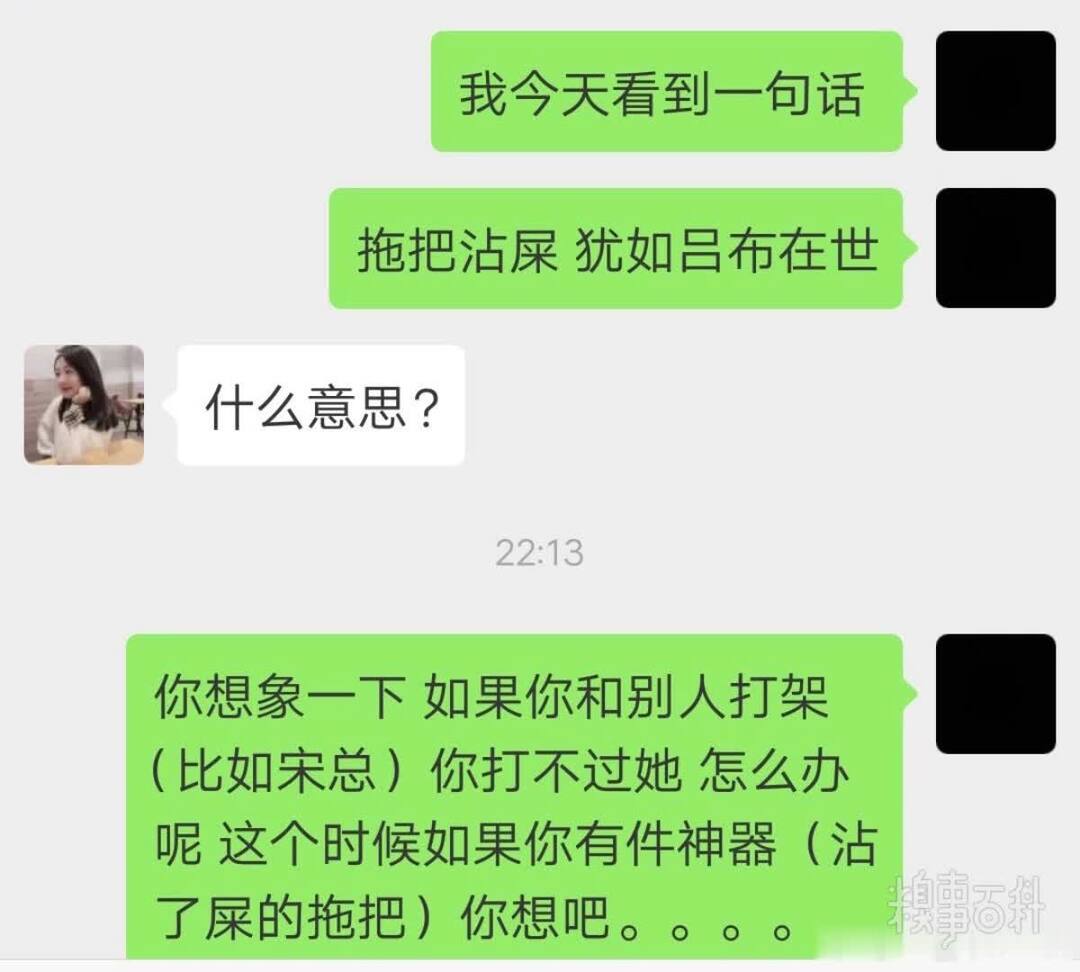 我今天看到一句话
拖把沾屎 犹如吕布在世
什么意思？
22:13
你想象一下 如果你和别人打架
（比如宋总）你打不过她 怎么办
呢 这个时候如果你有件神器（沾
了屎的拖把）你想吧。。。。
糗事百科